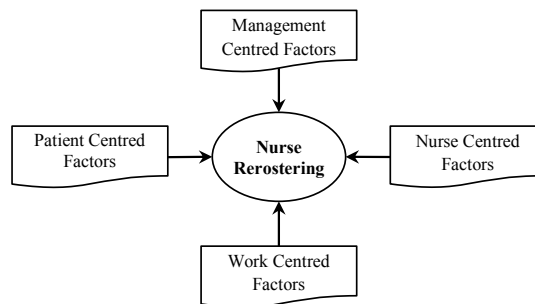 Management
Centred Factors
Patient Centred
Factors
Nurse
Rerostering
Nurse Centred
Factors
Work Centred
Factors